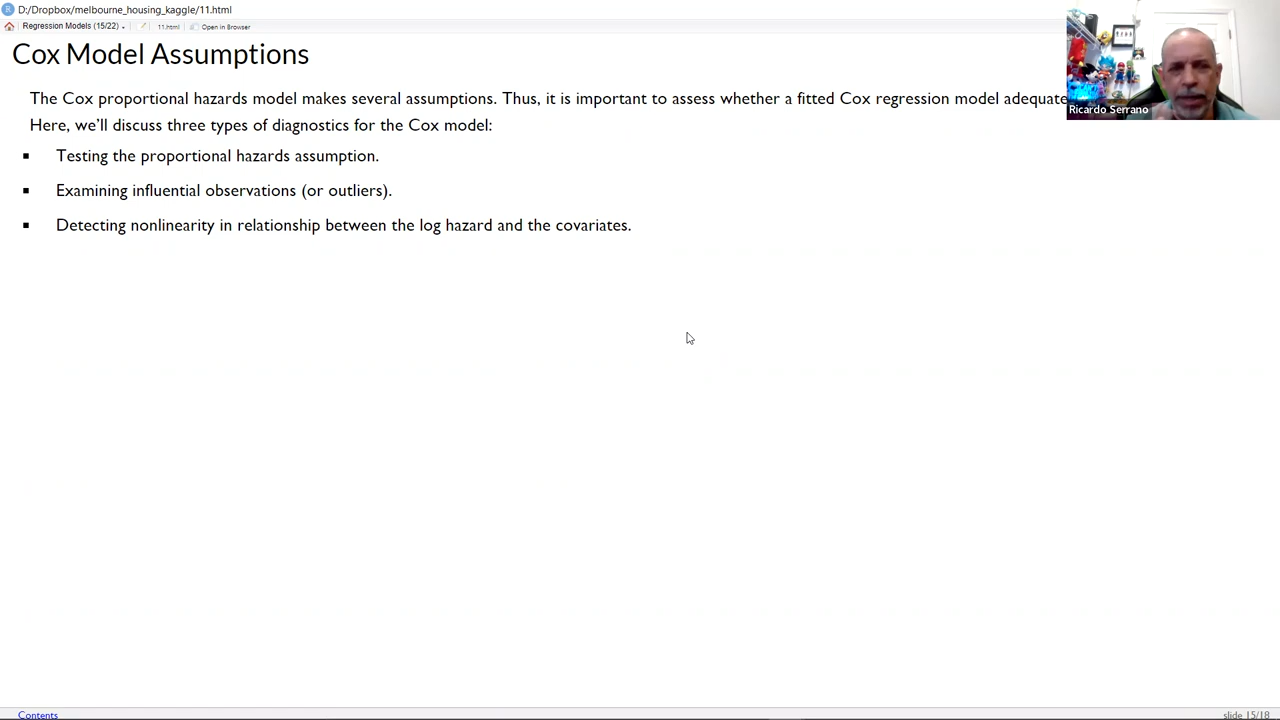 D:/Dropbox/melbourne_housing_kaggle/11.html
Regression Models (15/22)
11.html
Open in Browser
Cox Model Assumptions
The Cox proportional hazards model makes several assumptions. Thus, it is important to assess whether a fitted Cox regression model adequate
Here, we'll discuss three types of diagnostics for the Cox model:
▪ Testing the proportional hazards assumption.
▪ Examining influential observations (or outliers).
▪ Detecting nonlinearity in relationship between the log hazard and the covariates.
Ricardo Serrano
Contents
slide 15/18